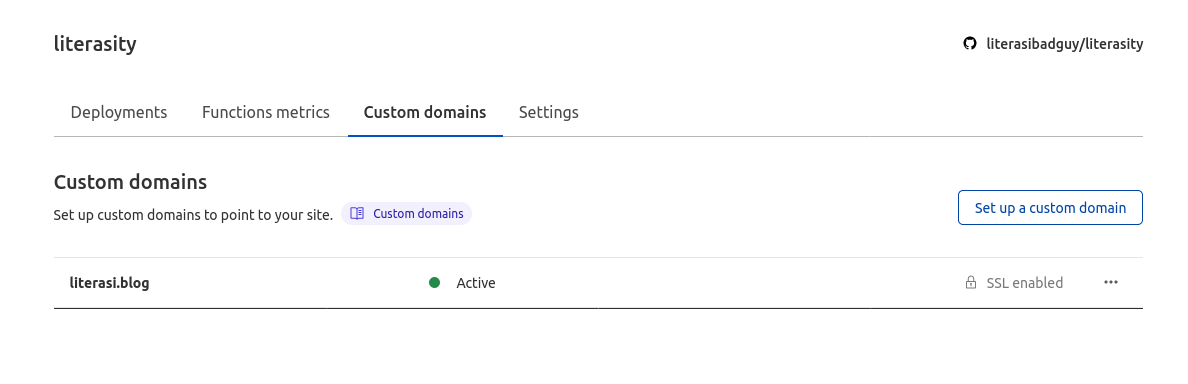 literasity
literasibadguy/literasity
Deployments Functions metrics Custom domains Settings
Custom domains
Set up custom domains to point to your site. Custom domains
Set up a custom domain
literasi.blog Active SSL enabled